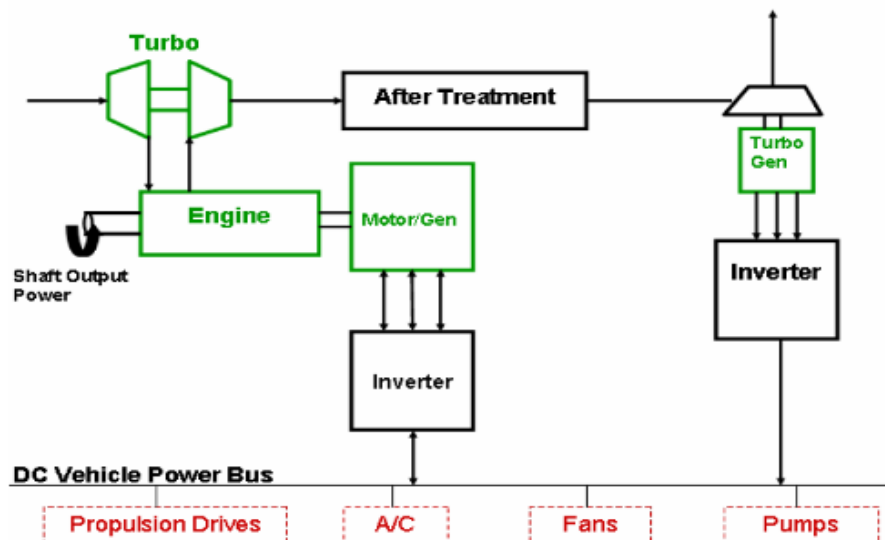 Turbo
After Treatment
Turbo
Gen
Engine
Motor/Gen
Shaft Output
Power
Inverter
Inverter
DC Vehicle Power Bus
Propulsion Drives
A/C
Fans
Pumps